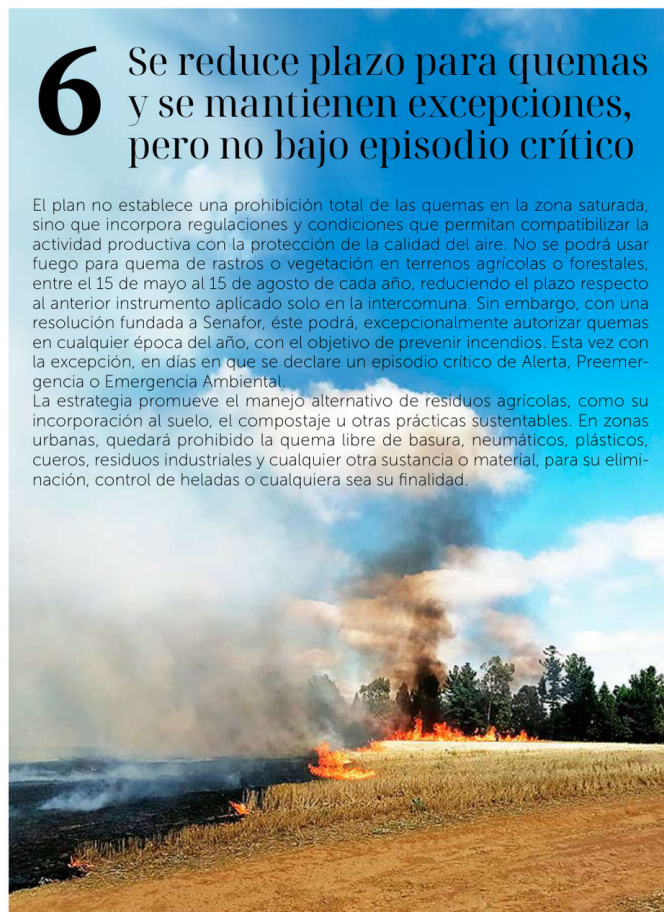 6
Se reduce plazo para quemas
y se mantienen excepciones,
pero no bajo episodio crítico
El plan no establece una prohibición total de las quemas en la zona saturada,
sino que incorpora regulaciones y condiciones que permitan compatibilizar la
actividad productiva con la protección de la calidad del aire. No se podrá usar
fuego para quema de rastros o vegetación en terrenos agrícolas o forestales,
entre el 15 de mayo al 15 de agosto de cada año, reduciendo el plazo respecto
al anterior instrumento aplicado solo en la intercomuna. Sin embargo, con una
resolución fundada a Senafor, éste podrá, excepcionalmente autorizar quemas
en cualquier época del año, con el objetivo de prevenir incendios. Esta vez con
la excepción, en días en que se declare un episodio crítico de Alerta, Preemer-
gencia o Emergencia Ambiental.
La estrategia promueve el manejo alternativo de residuos agrícolas, como su
incorporación al suelo, el compostaje u otras prácticas sustentables. En zonas
urbanas, quedará prohibido la quema libre de basura, neumáticos, plásticos,
cueros, residuos industriales y cualquier otra sustancia o material, para su elimi-
nación, control de heladas o cualquiera sea su finalidad.